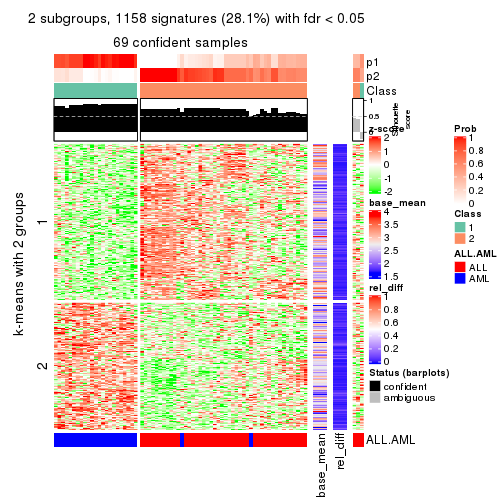 2 subgroups, 1158 signatures (28.1%) with fdr < 0.05
69 confident samples
p1
p2
Class
1
0.5
0
Silhouette score
k-means with 2 groups
1
2
ALL.AML
base_mean
rel_diff
z-score
2
1
0
-1
-2
base_mean
4
3.5
3
2.5
2
1.5
rel_diff
1
0.8
0.6
0.4
0.2
0
Status (barplots)
confident
ambiguous
Prob
1
0.8
0.6
0.4
0.2
0
Class
1
2
ALL.AML
ALL
AML